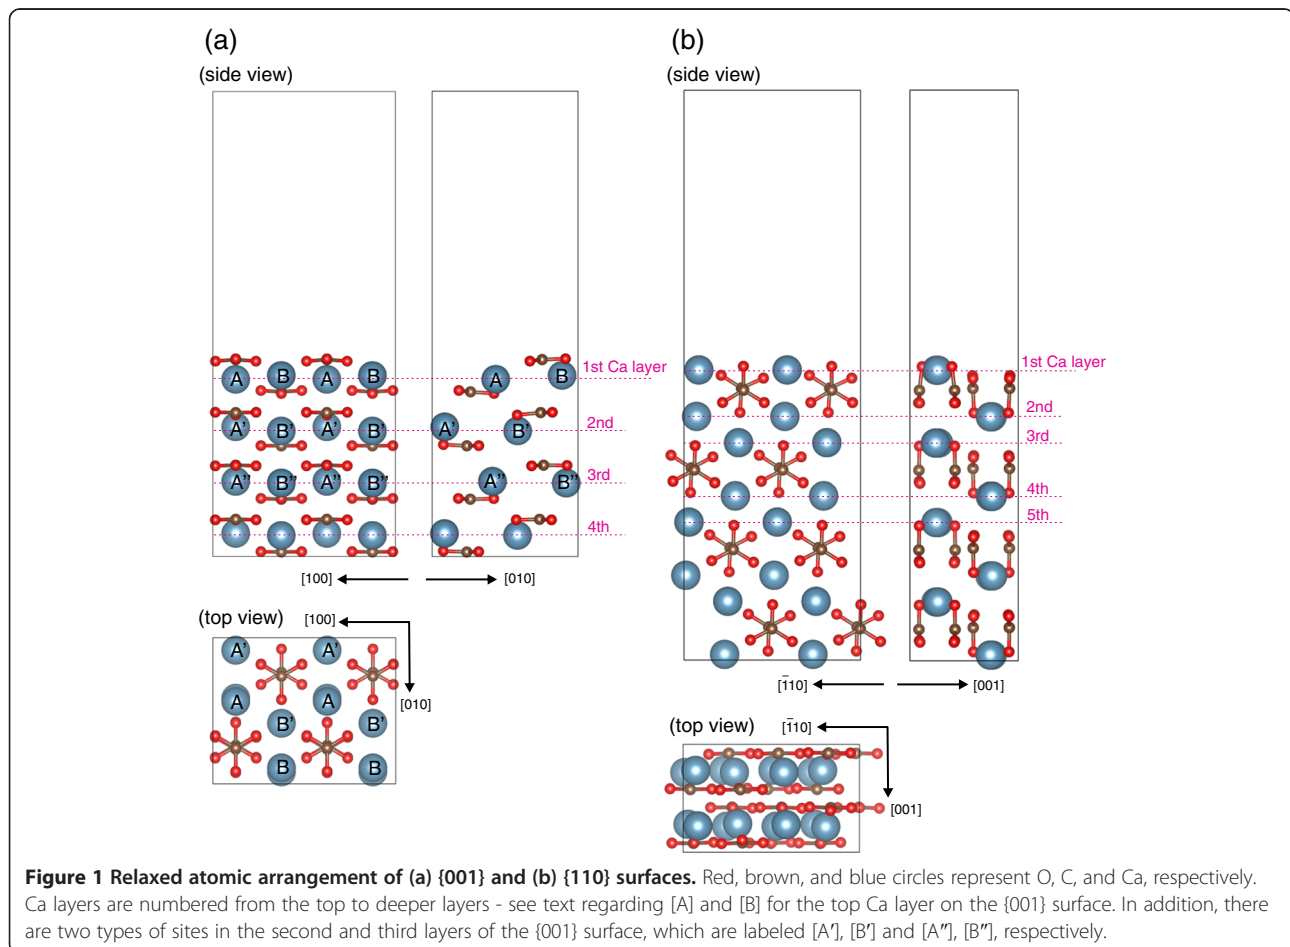 (a)
(b)
(side view)
(side view)
A B A B
A B
1st Ca layer
A' B' A' B'
A' B'
2nd
A" B" A" B"
A" B"
3rd
4th
[100]
[010]
1st Ca layer
2nd
3rd
4th
5th
[1̄10]
[001]
(top view)
[100]
A' A'
A A
[010]
B' B'
B B
(top view)
[1̄10]
[001]
Figure 1 Relaxed atomic arrangement of (a) {001} and (b) {110} surfaces. Red, brown, and blue circles represent O, C, and Ca, respectively.
Ca layers are numbered from the top to deeper layers - see text regarding [A] and [B] for the top Ca layer on the {001} surface. In addition, there
are two types of sites in the second and third layers of the {001} surface, which are labeled [A′], [B′] and [A″], [B″], respectively.